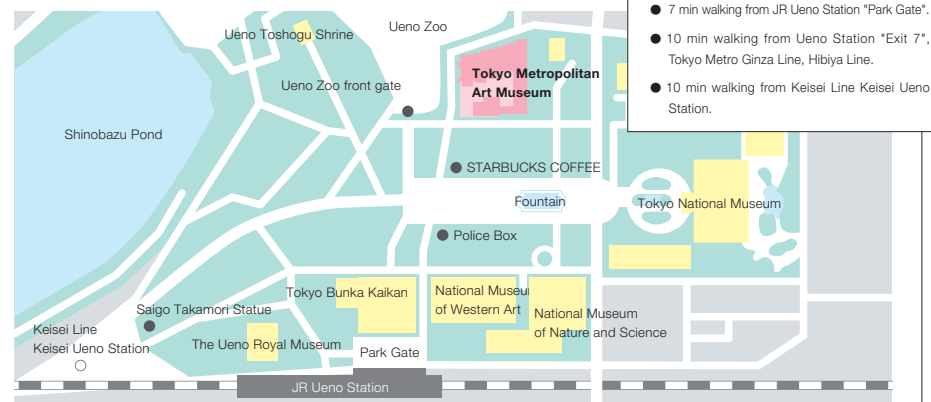 ● 7 min walking from JR Ueno Station "Park Gate".
● 10 min walking from Ueno Station "Exit 7",
Tokyo Metro Ginza Line, Hibiya Line.
● 10 min walking from Keisei Line Keisei Ueno
Station.
Ueno Zoo
Ueno Toshogu Shrine
Tokyo Metropolitan
Art Museum
Ueno Zoo front gate
Shinobazu Pond
STARBUCKS COFFEE
Fountain
Tokyo National Museum
Police Box
Tokyo Bunka Kaikan
National Museum
of Western Art
Saigo Takamori Statue
National Museum
of Nature and Science
Keisei Line
Keisei Ueno Station
The Ueno Royal Museum
Park Gate
JR Ueno Station